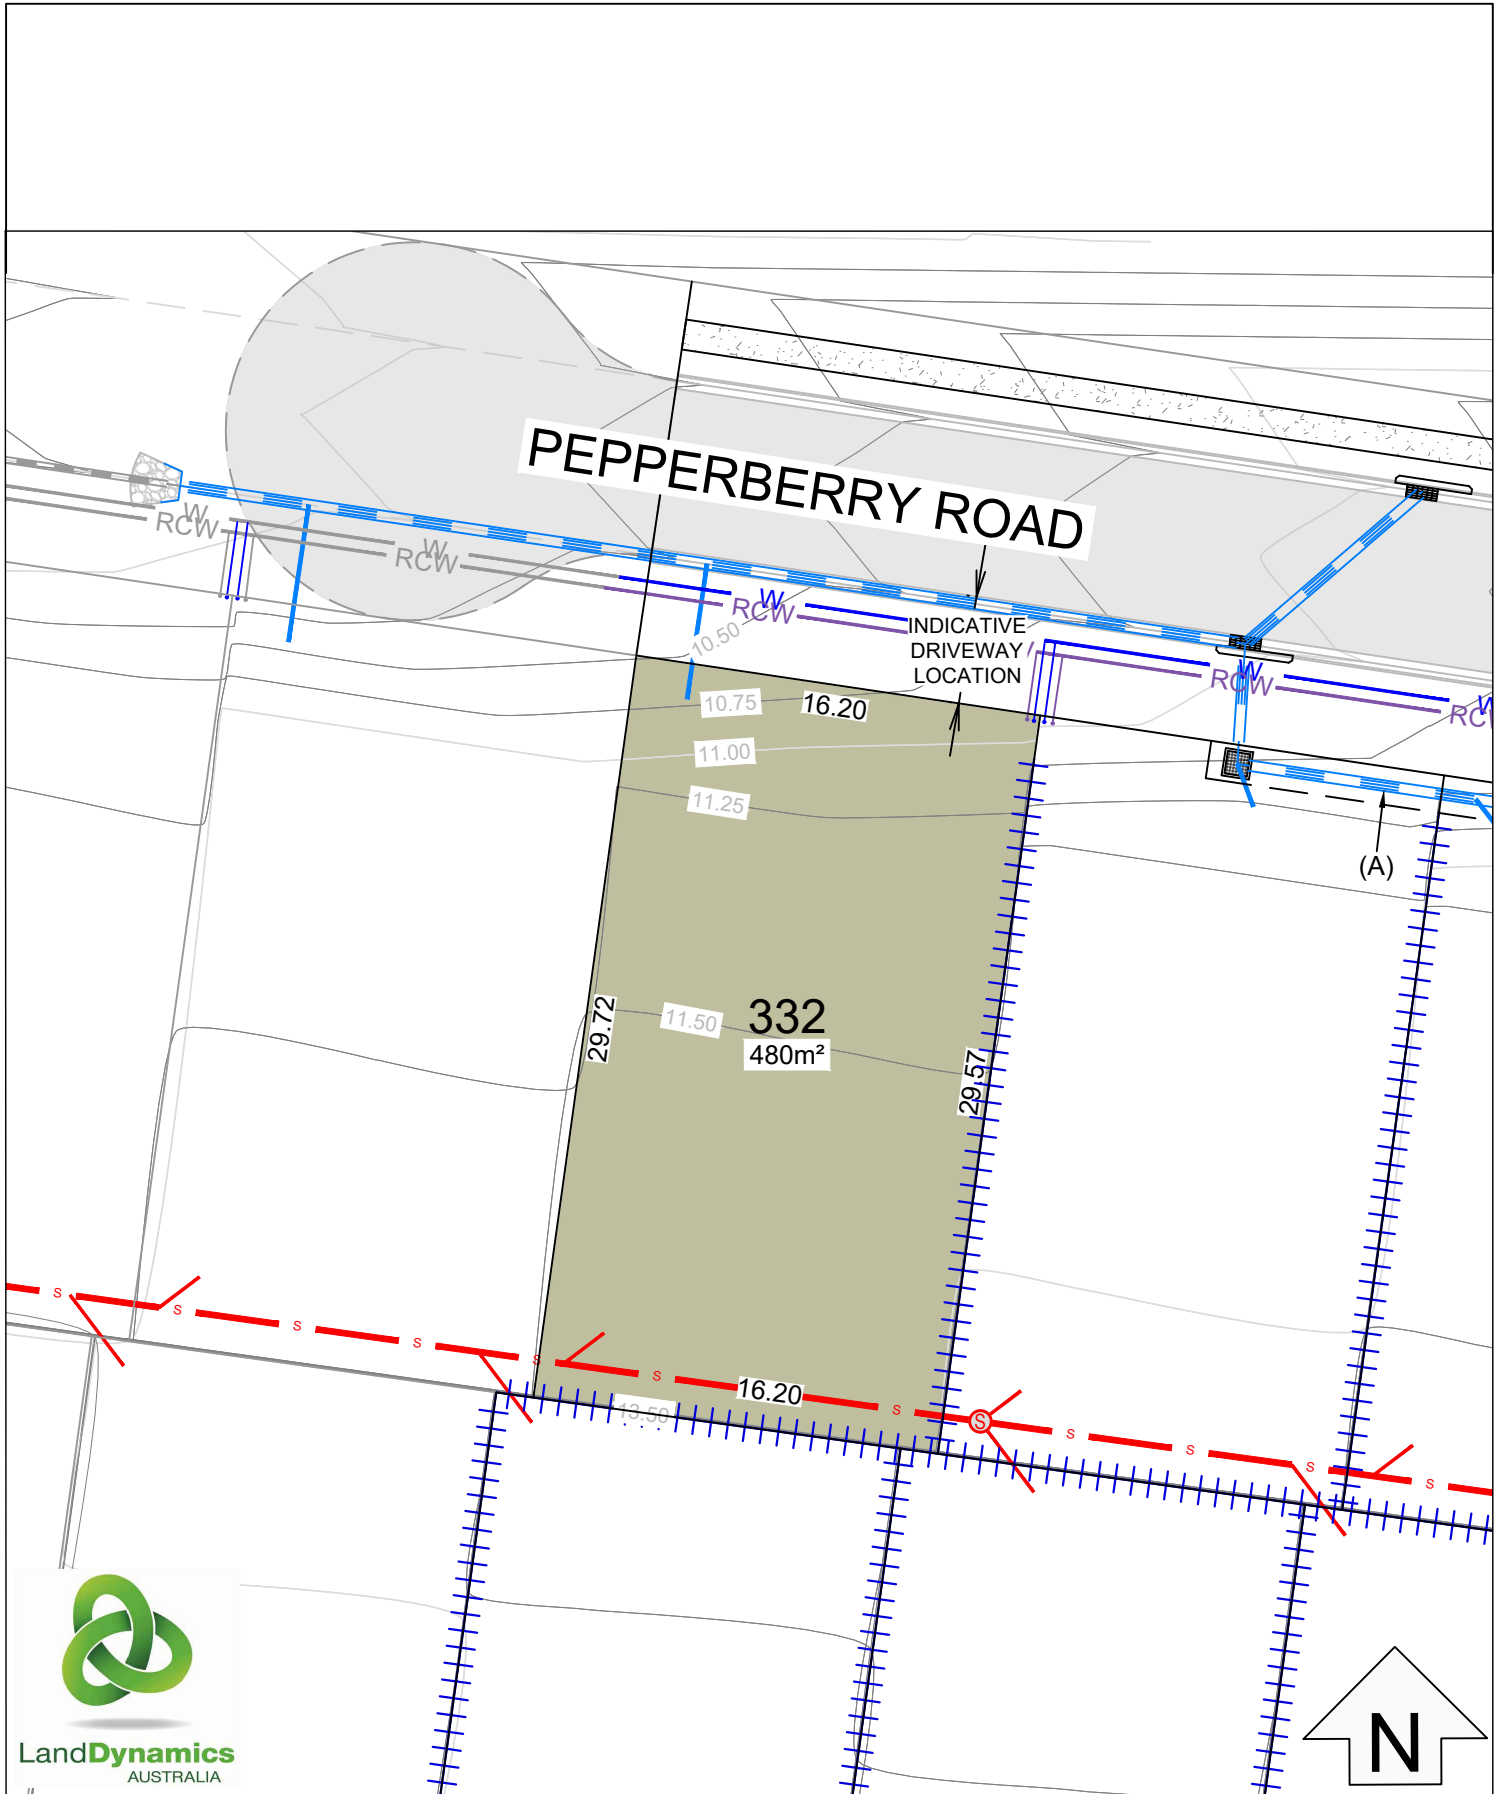 PEPPERBERRY ROAD
W
RCW
W
RCW
W
RCW
W
RCW
W
RCW
INDICATIVE
DRIVEWAY
LOCATION
10.50
10.75
16.20
11.00
11.25
(A)
332
480m²
11.50
29.72
29.57
S
S
S
S
S
S
S
S
S
S
S
S
16.20
13.50
LandDynamics
AUSTRALIA
N